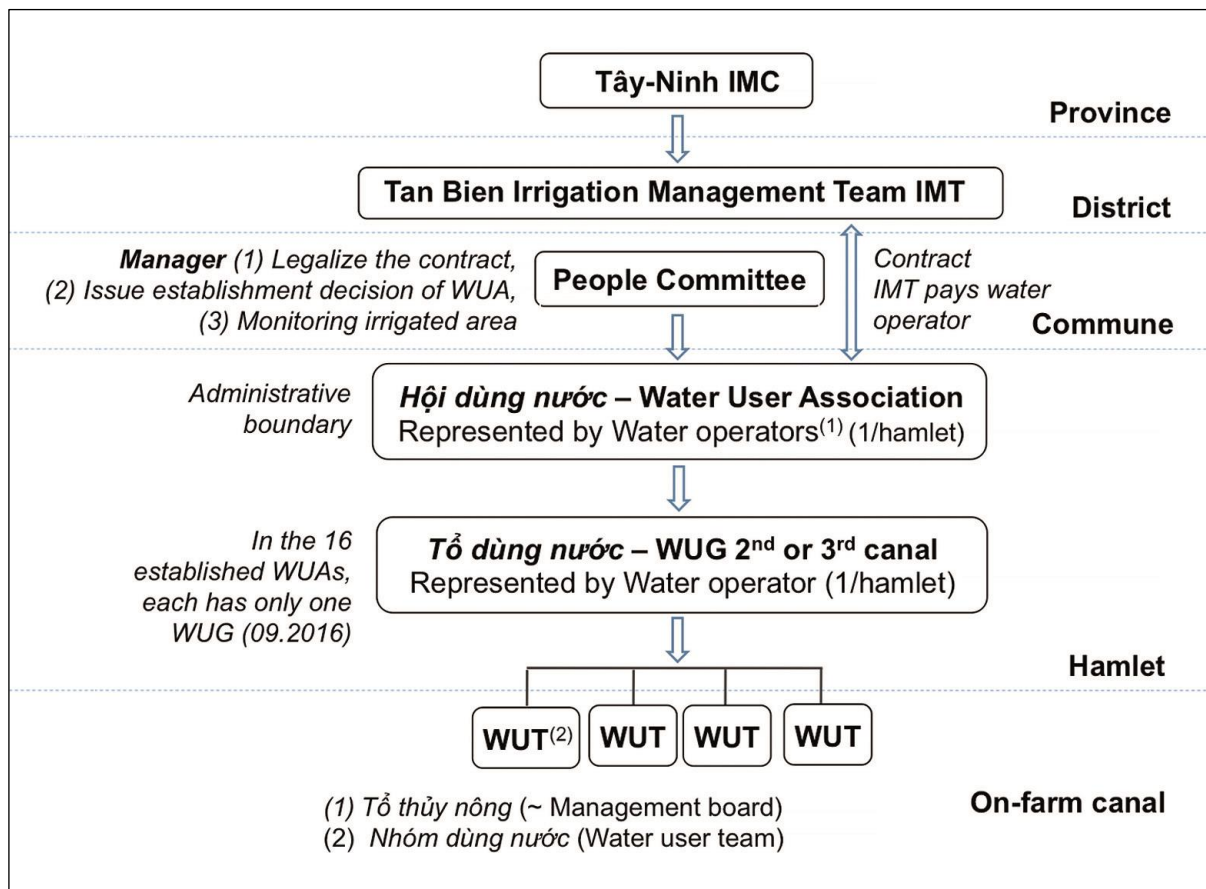 Tây-Ninh IMC
Province
Tan Bien Irrigation Management Team IMT
District
Manager (1) Legalize the contract,
(2) Issue establishment decision of WUA,
(3) Monitoring irrigated area
People Committee
Contract
IMT pays water
operator
Commune
Administrative
boundary
Hội dùng nước – Water User Association
Represented by Water operators(1) (1/hamlet)
In the 16
established WUAs,
each has only one
WUG (09.2016)
Tổ dùng nước – WUG 2nd or 3rd canal
Represented by Water operator (1/hamlet)
Hamlet
WUT(2)
WUT
WUT
WUT
On-farm canal
(1) Tổ thủy nông (~ Management board)
(2) Nhóm dùng nước (Water user team)